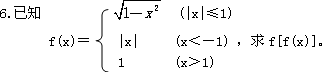 6.已知
√1-x² (|x|≤1)
f(x)= |x| (x<-1) ，求f[f(x)]。
1 (x>1)